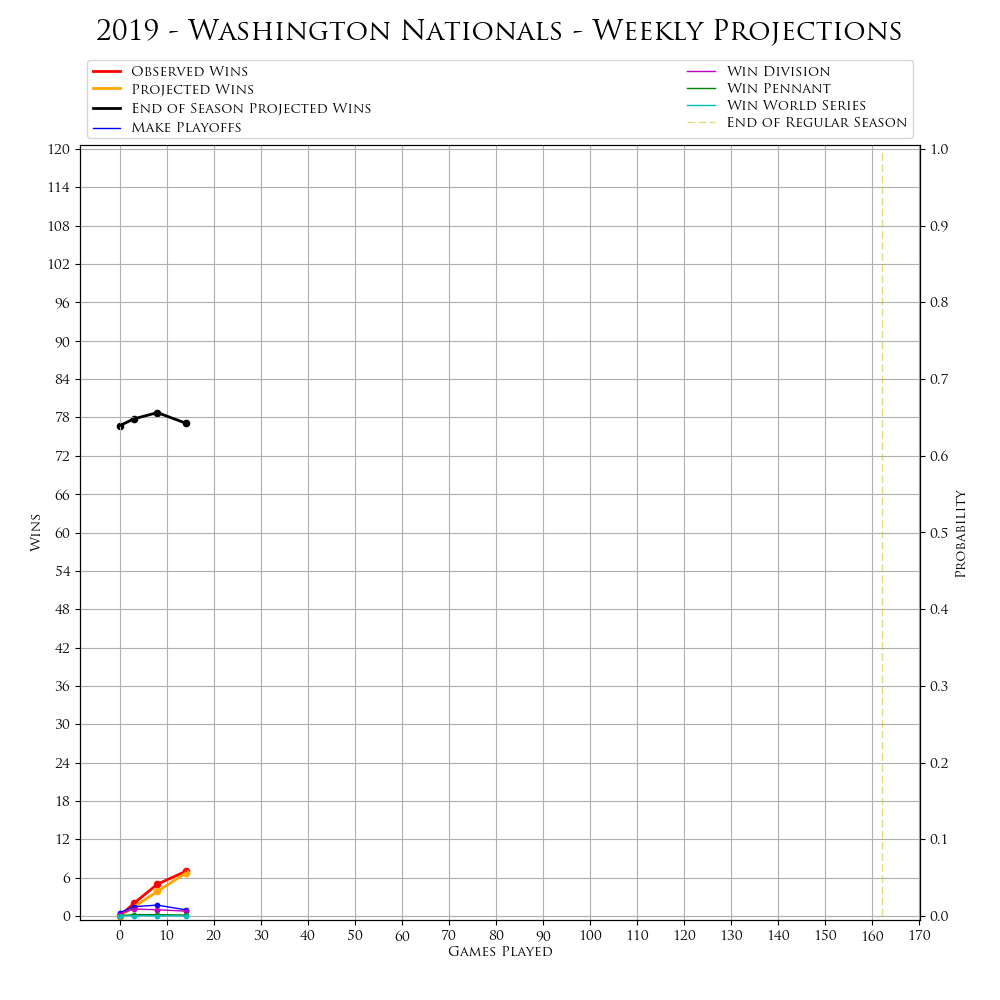 2019 - Washington Nationals - Weekly Projections
Observed Wins
Projected Wins
End of Season Projected Wins
Make Playoffs
Win Division
Win Pennant
Win World Series
End of Regular Season
120
114
108
102
96
90
84
78
72
66
60
54
48
42
36
30
24
18
12
6
0
Wins
1.0
0.9
0.8
0.7
0.6
0.5
0.4
0.3
0.2
0.1
0.0
Probability
0 10 20 30 40 50 60 70 80 90 100 110 120 130 140 150 160 170
Games Played